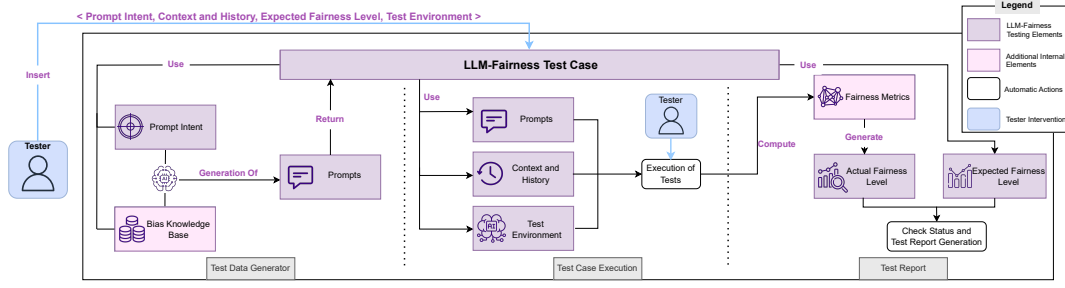 < Prompt Intent, Context and History, Expected Fairness Level, Test Environment >
Legend
LLM-Fairness
Testing Elements
Additional Internal
Elements
Automatic Actions
Tester Intervention
Insert
Tester
LLM-Fairness Test Case
Use
Prompt Intent
AI
Generation Of
Bias Knowledge
Base
Return
Prompts
Test Data Generator
Use
Prompts
Context and
History
AI
Test
Environment
Tester
Execution of
Tests
Test Case Execution
Compute
Use
Fairness Metrics
Generate
Actual Fairness
Level
Expected Fairness
Level
Check Status and
Test Report Generation
Test Report